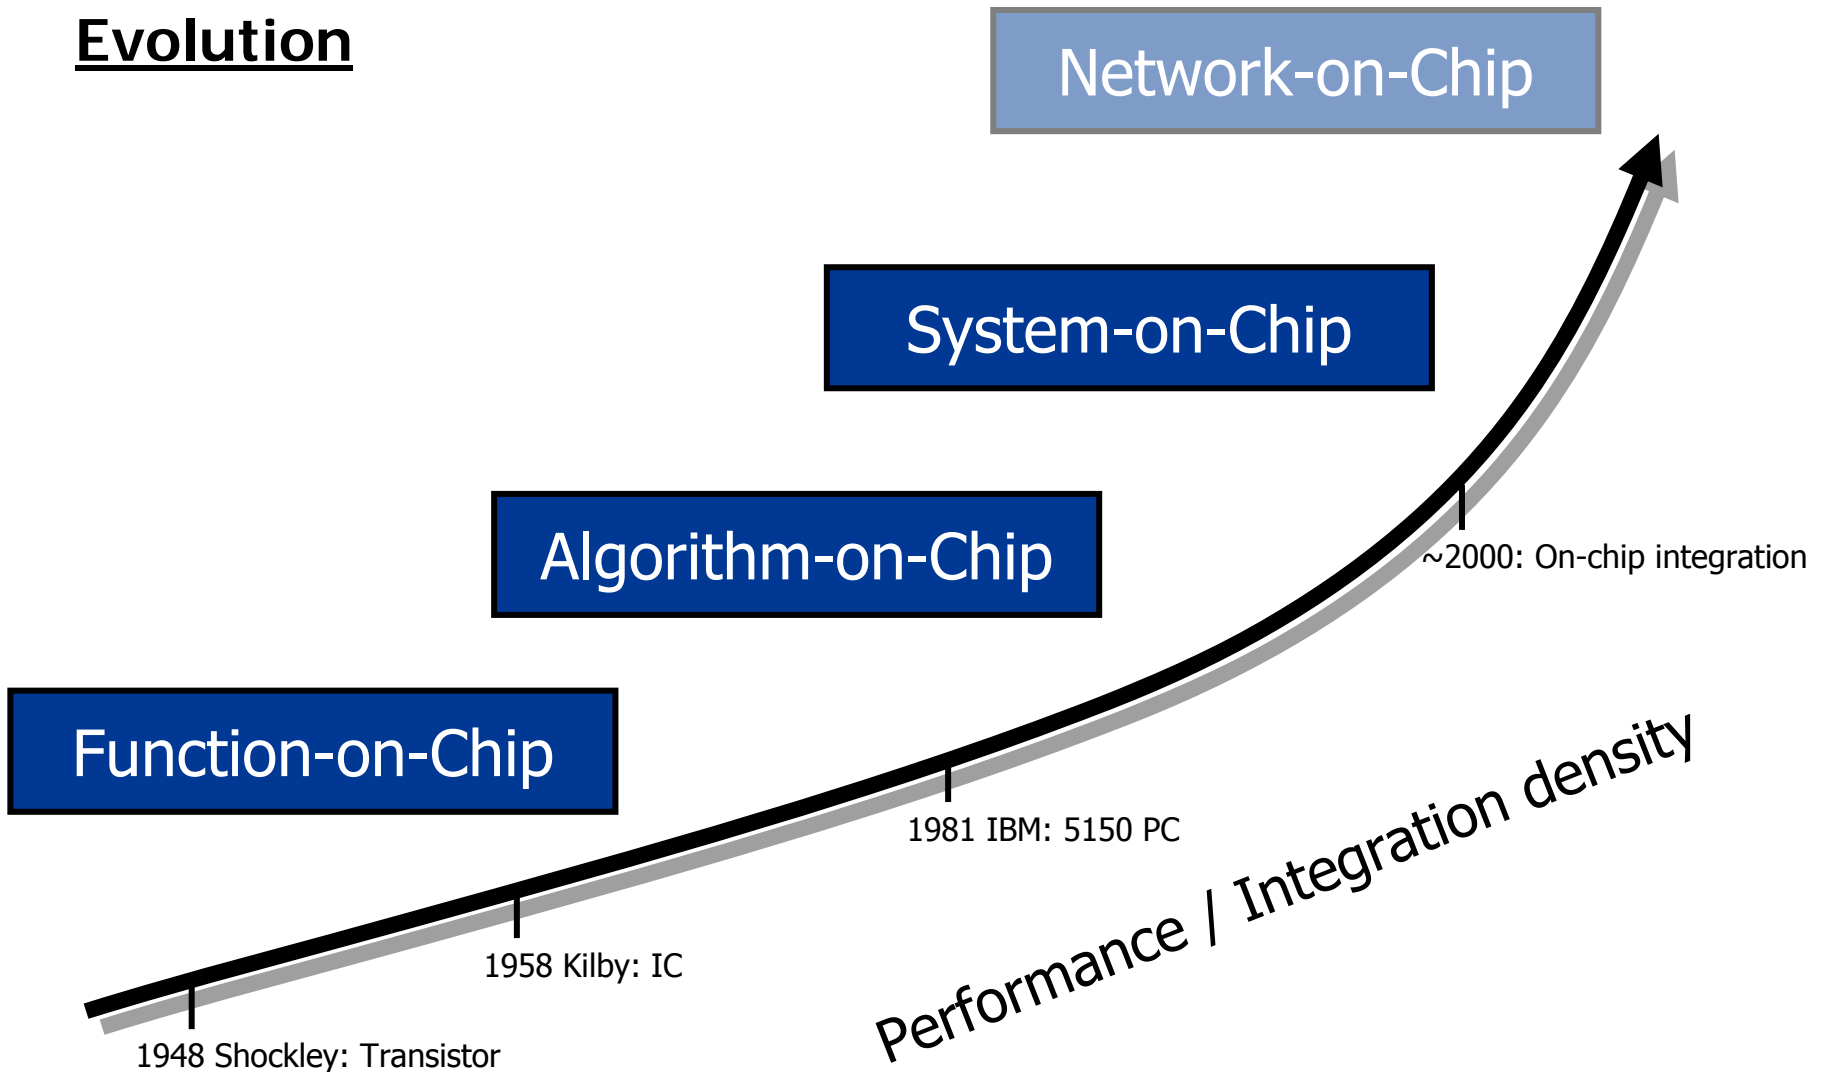 Evolution
Network-on-Chip
System-on-Chip
Algorithm-on-Chip
~2000: On-chip integration
Function-on-Chip
1981 IBM: 5150 PC
Performance / Integration density
1958 Kilby: IC
1948 Shockley: Transistor